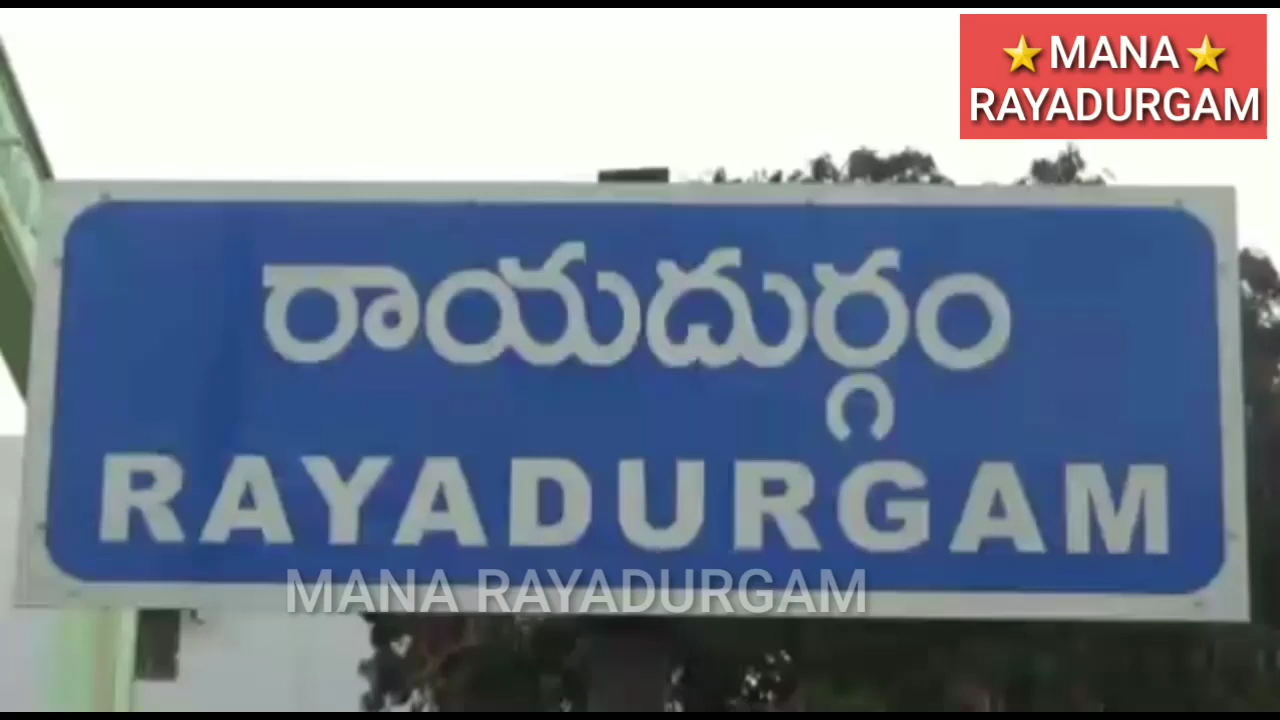 ⭐MANA⭐
RAYADURGAM
రాయదుర్గం
RAYADURGAM
MANA RAYADURGAM